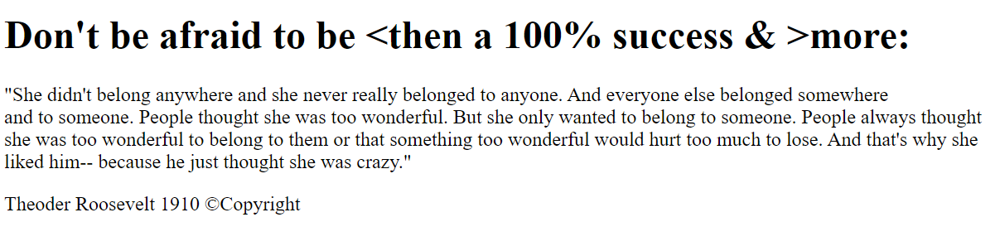 Don't be afraid to be <then a 100% success & >more:
"She didn't belong anywhere and she never really belonged to anyone. And everyone else belonged somewhere
and to someone. People thought she was too wonderful. But she only wanted to belong to someone. People always thought
she was too wonderful to belong to them or that something too wonderful would hurt too much to lose. And that's why she
liked him-- because he just thought she was crazy."
Theoder Roosevelt 1910 ©Copyright